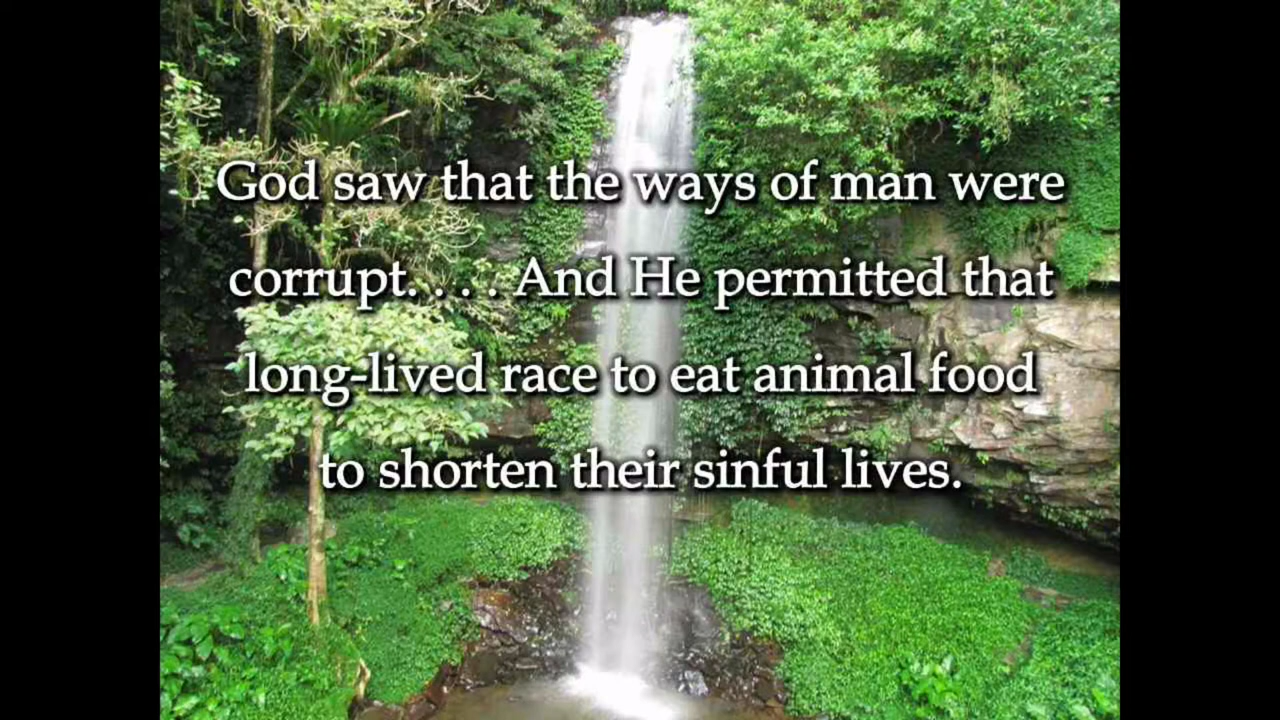 God saw that the ways of man were
corrupt. . . . And He permitted that
long-lived race to eat animal food
to shorten their sinful lives.